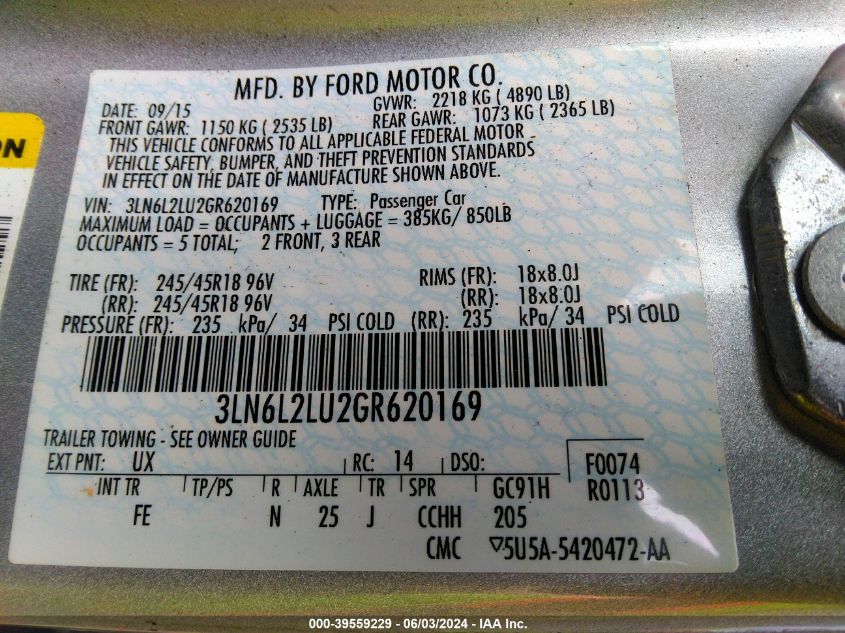 MFD. BY FORD MOTOR CO.
DATE: 09/15 GVWR: 2218 KG ( 4890 LB)
FRONT GAWR: 1150 KG ( 2535 LB) REAR GAWR: 1073 KG ( 2365 LB)
THIS VEHICLE CONFORMS TO ALL APPLICABLE FEDERAL MOTOR
VEHICLE SAFETY, BUMPER, AND THEFT PREVENTION STANDARDS
IN EFFECT ON THE DATE OF MANUFACTURE SHOWN ABOVE.
VIN: 3LN6L2LU2GR620169 TYPE: Passenger Car
MAXIMUM LOAD = OCCUPANTS + LUGGAGE = 385KG/ 850LB
OCCUPANTS = 5 TOTAL; 2 FRONT, 3 REAR
TIRE (FR): 245/45R18 96V RIMS (FR): 18x8.0J
(RR): 245/45R18 96V (RR): 18x8.0J
PRESSURE (FR): 235 kPa/ 34 PSI COLD (RR): 235 kPa/ 34 PSI COLD
3LN6L2LU2GR620169
TRAILER TOWING - SEE OWNER GUIDE
EXT PNT: UX RC: 14 DSO: F0074
INT TR TP/PS R AXLE TR SPR GC91H R0113
FE N 25 J CCHH 205
CMC ▽5U5A-5420472-AA
ON
000-39559229 - 06/03/2024 - IAA Inc.